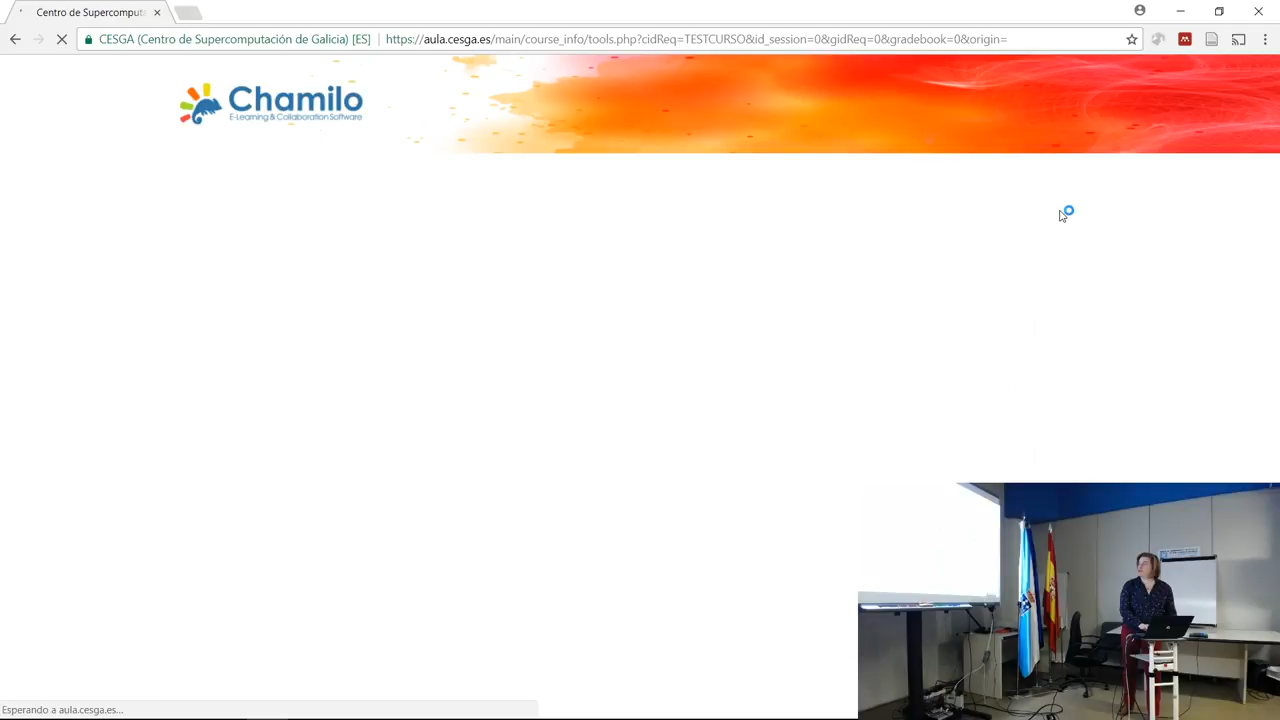 Centro de Supercomputa
CESGA (Centro de Supercomputación de Galicia) [ES]
https://aula.cesga.es/main/course_info/tools.php?cidReq=TESTCURSO&id_session=0&gidReq=0&gradebook=0&origin=
Chamilo
E-Learning & Collaboration Software
Esperando a aula.cesga.es...